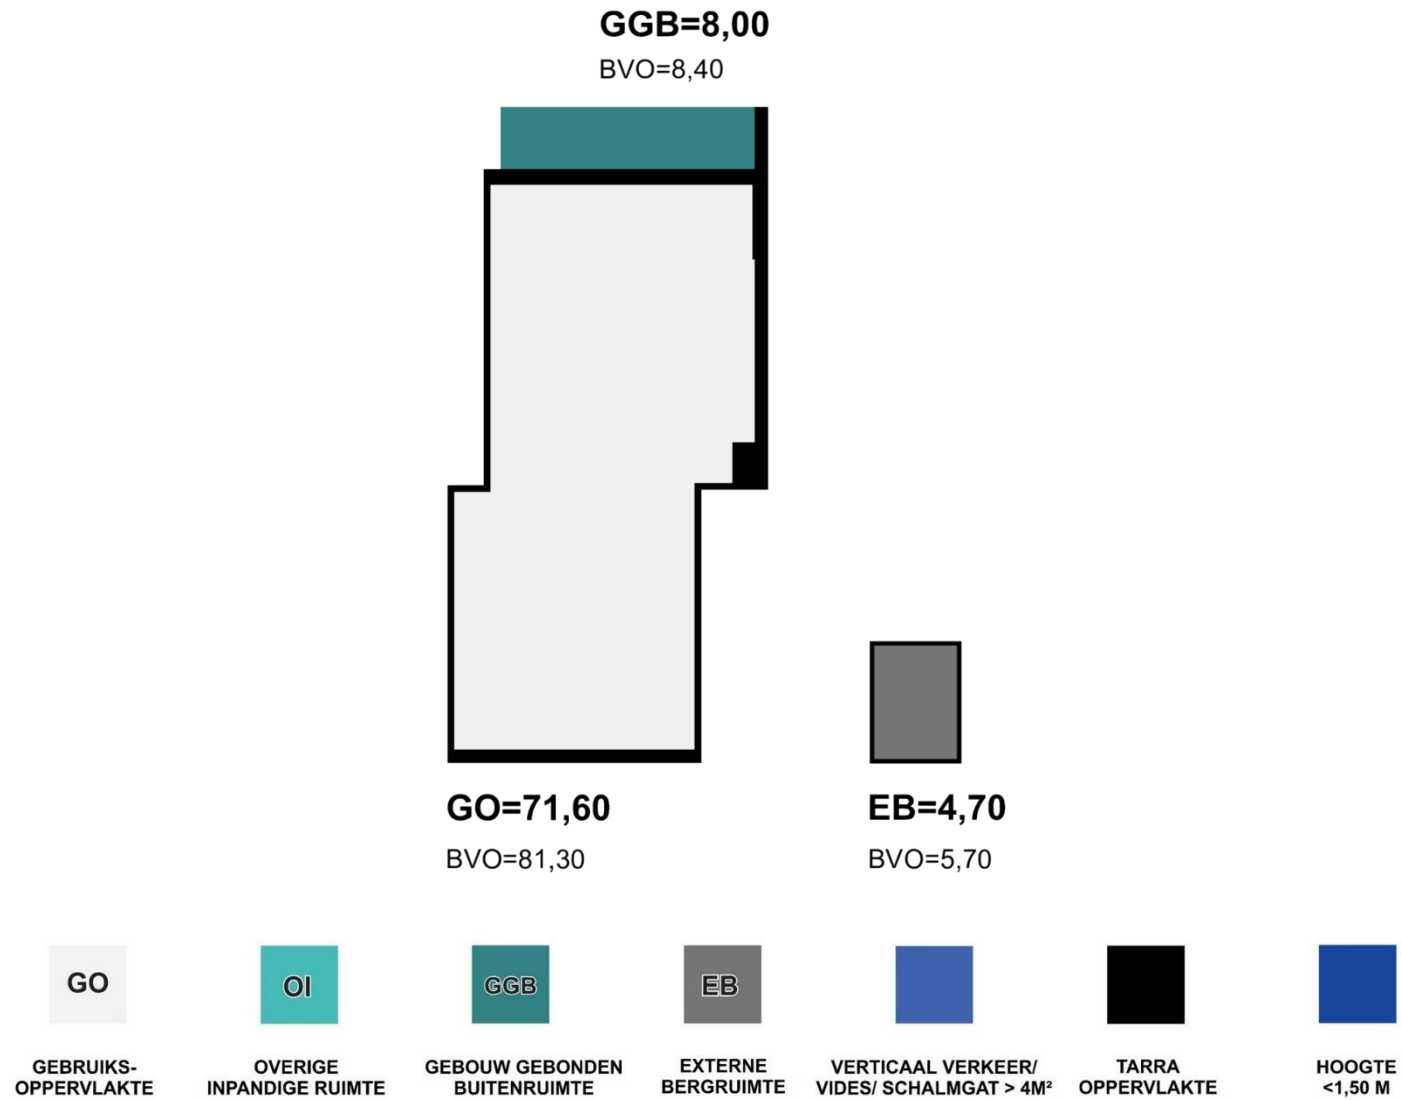 GGB=8,00
BVO=8,40
GO=71,60
BVO=81,30
EB=4,70
BVO=5,70
GO
OI
GGB
EB
GEBRUIKS-
OPPERVLAKTE
OVERIGE
INPANDIGE RUIMTE
GEBOUW GEBONDEN
BUITENRUIMTE
EXTERNE
BERGRUIMTE
VERTICAAL VERKEER/
VIDES/ SCHALMGAT > 4M²
TARRA
OPPERVLAKTE
HOOGTE
<1,50 M